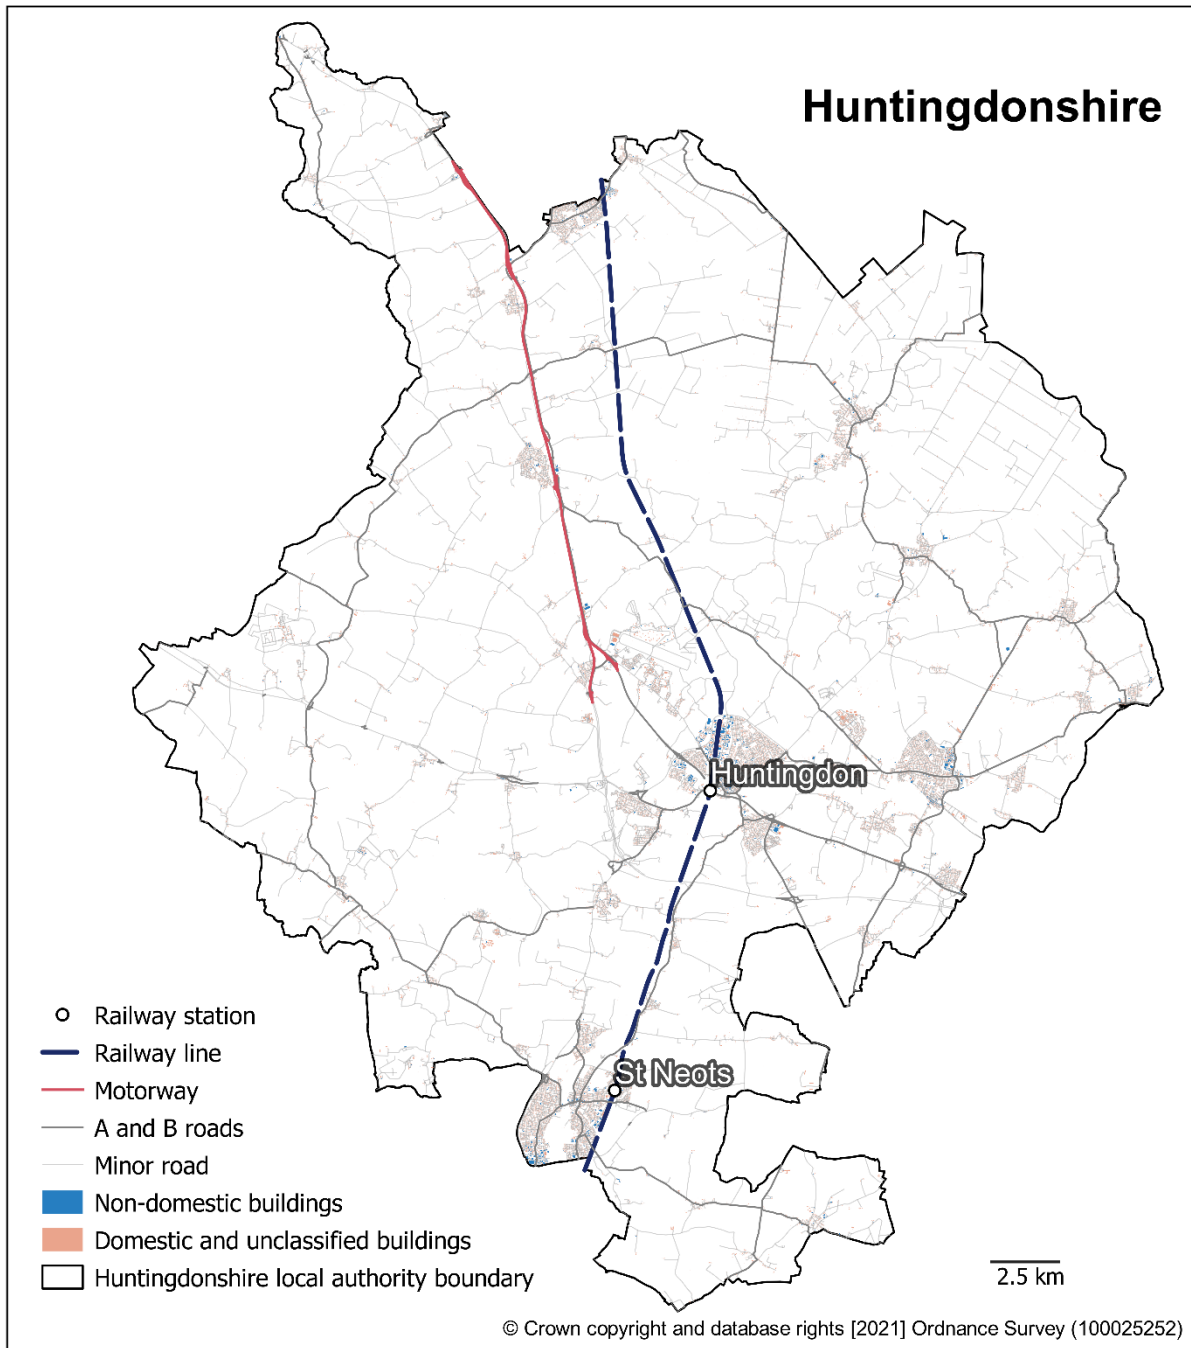 Huntingdonshire
Huntingdon
St Neots
Railway station
Railway line
Motorway
A and B roads
Minor road
Non-domestic buildings
Domestic and unclassified buildings
Huntingdonshire local authority boundary
2.5 km
© Crown copyright and database rights [2021] Ordnance Survey (100025252)